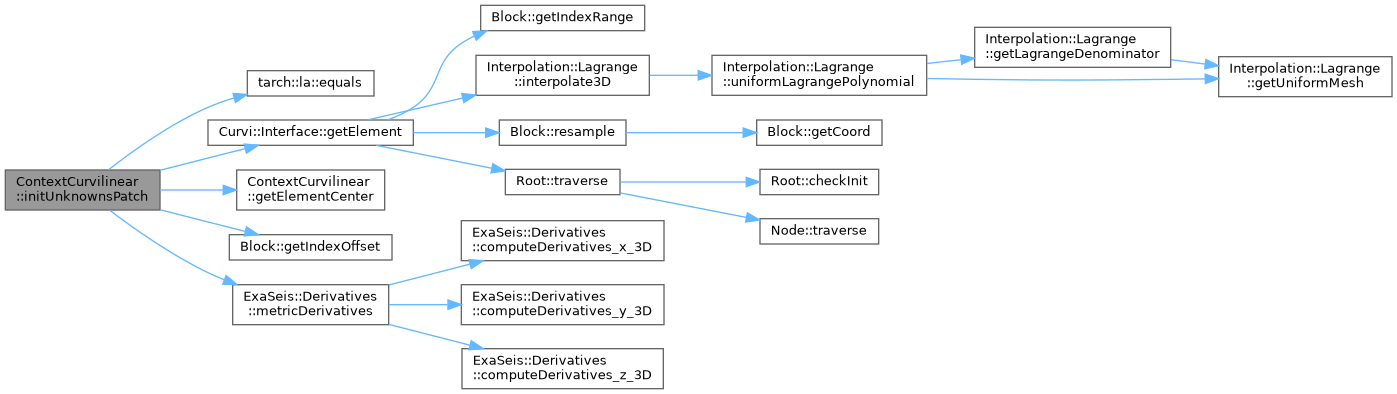 ContextCurvilinear
::initUnknownsPatch
tarch::la::equals
Curvi::Interface::getElement
ContextCurvilinear
::getElementCenter
Block::getIndexOffset
ExaSeis::Derivatives
::metricDerivatives
Block::getIndexRange
Interpolation::Lagrange
::interpolate3D
Block::resample
Root::traverse
ExaSeis::Derivatives
::computeDerivatives_x_3D
ExaSeis::Derivatives
::computeDerivatives_y_3D
ExaSeis::Derivatives
::computeDerivatives_z_3D
Interpolation::Lagrange
::uniformLagrangePolynomial
Block::getCoord
Root::checkInit
Node::traverse
Interpolation::Lagrange
::getLagrangeDenominator
Interpolation::Lagrange
::getUniformMesh